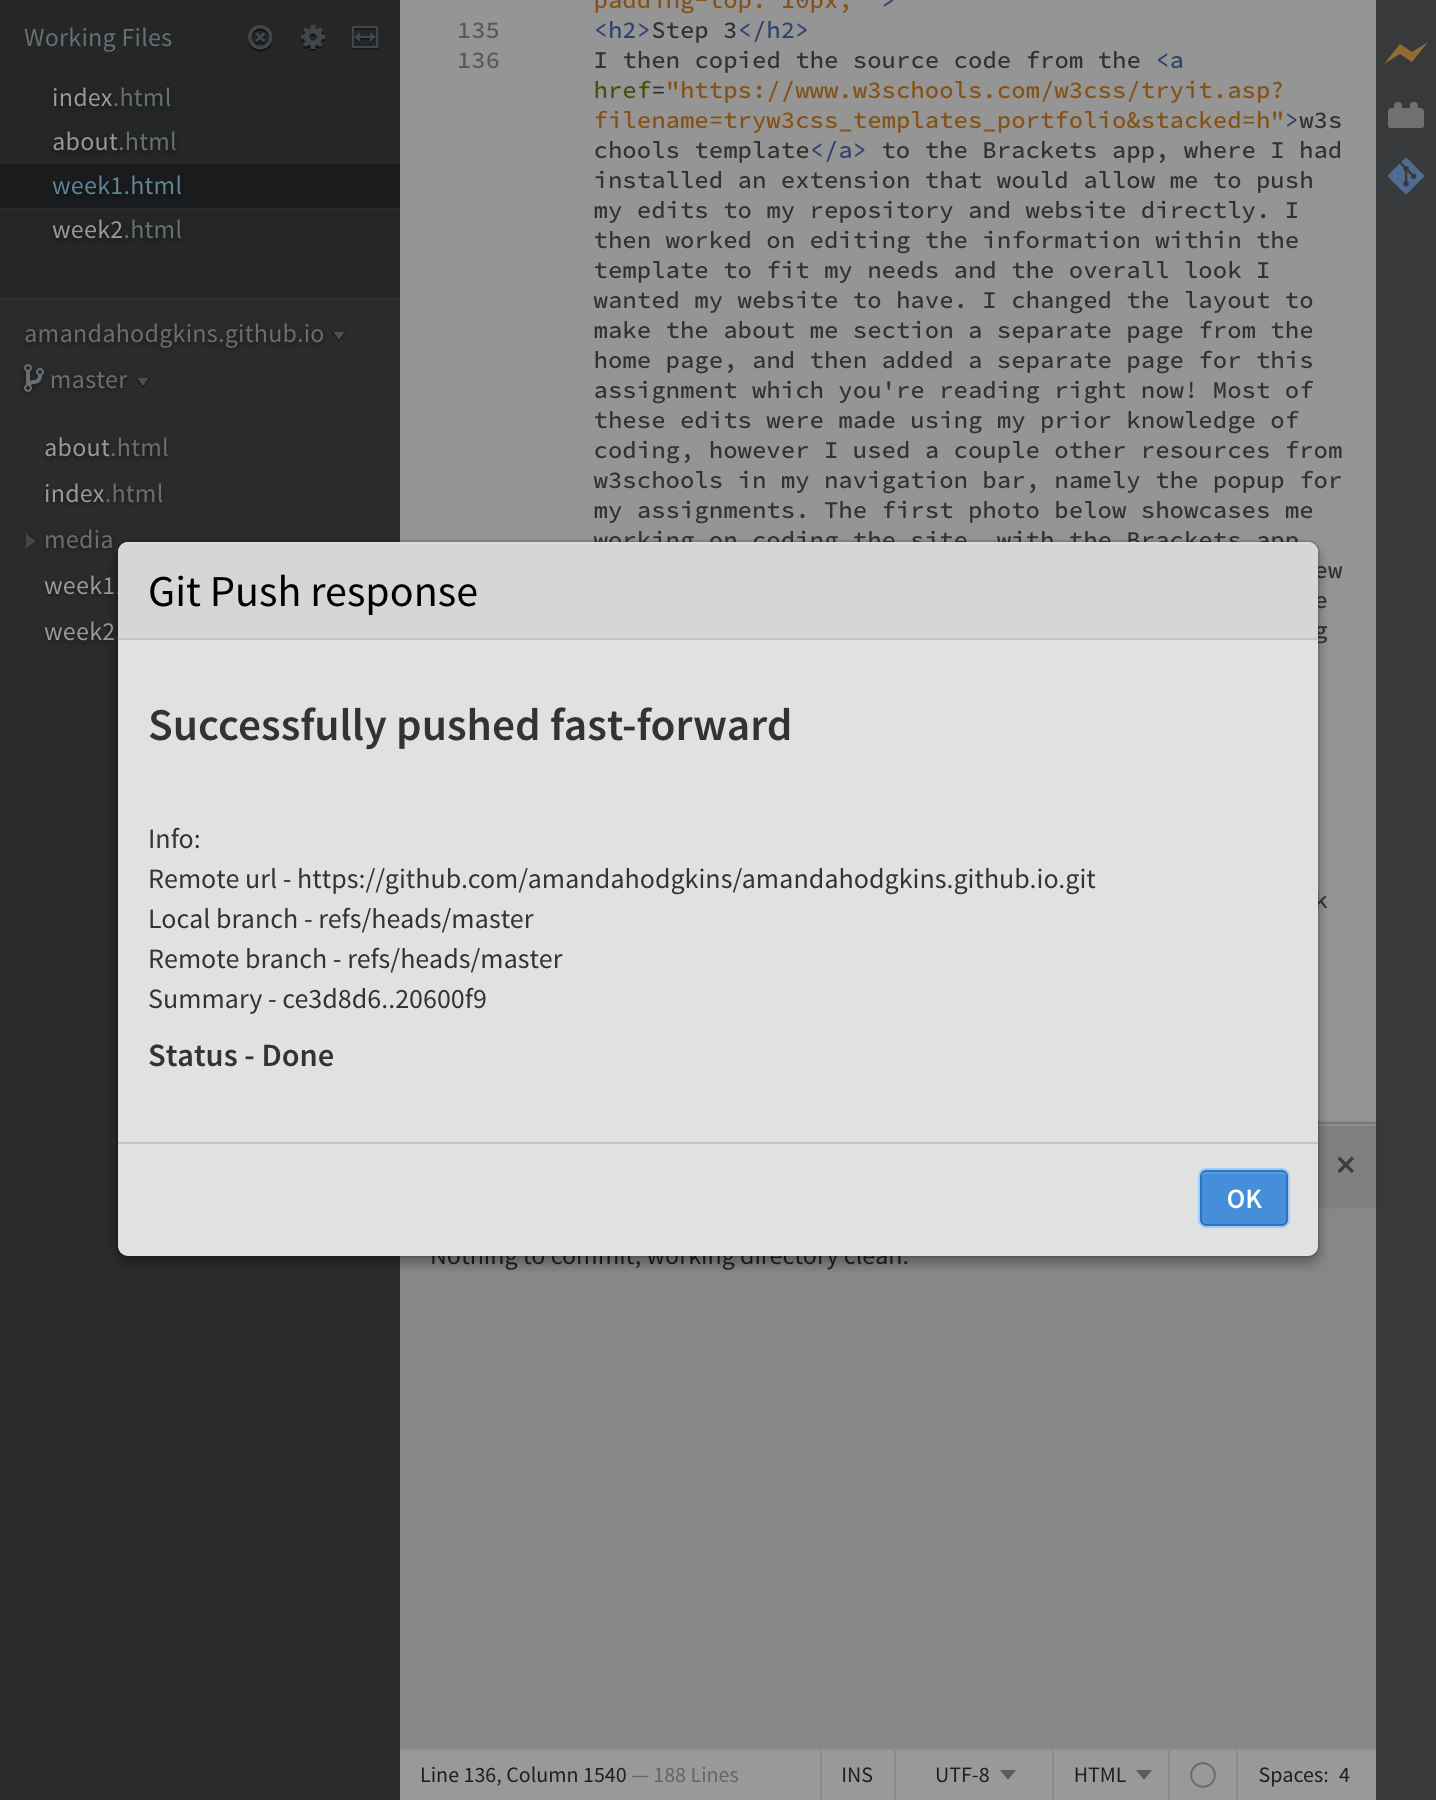 Working Files
index.html
about.html
week1.html
week2.html
amandahodgkins.github.io
master
about.html
index.html
media
week1
week2.
padding-top: 10px; ">
135 <h2>Step 3</h2>
136 I then copied the source code from the <a
href="https://www.w3schools.com/w3css/tryit.asp?
filename=tryw3css_templates_portfolio&stacked=h">w3s
chools template</a> to the Brackets app, where I had
installed an extension that would allow me to push
my edits to my repository and website directly. I
then worked on editing the information within the
template to fit my needs and the overall look I
wanted my website to have. I changed the layout to
make the about me section a separate page from the
home page, and then added a separate page for this
assignment which you're reading right now! Most of
these edits were made using my prior knowledge of
coding, however I used a couple other resources from
w3schools in my navigation bar, namely the popup for
my assignments. The first photo below showcases me
working on coding the site, with the Brackets app
ew
e
g
k
Git Push response
Successfully pushed fast-forward
Info:
Remote url - https://github.com/amandahodgkins/amandahodgkins.github.io.git
Local branch - refs/heads/master
Remote branch - refs/heads/master
Summary - ce3d8d6..20600f9
Status - Done
OK
Nothing to commit, working directory clean.
Line 136, Column 1540 — 188 Lines
INS
UTF-8
HTML
Spaces: 4